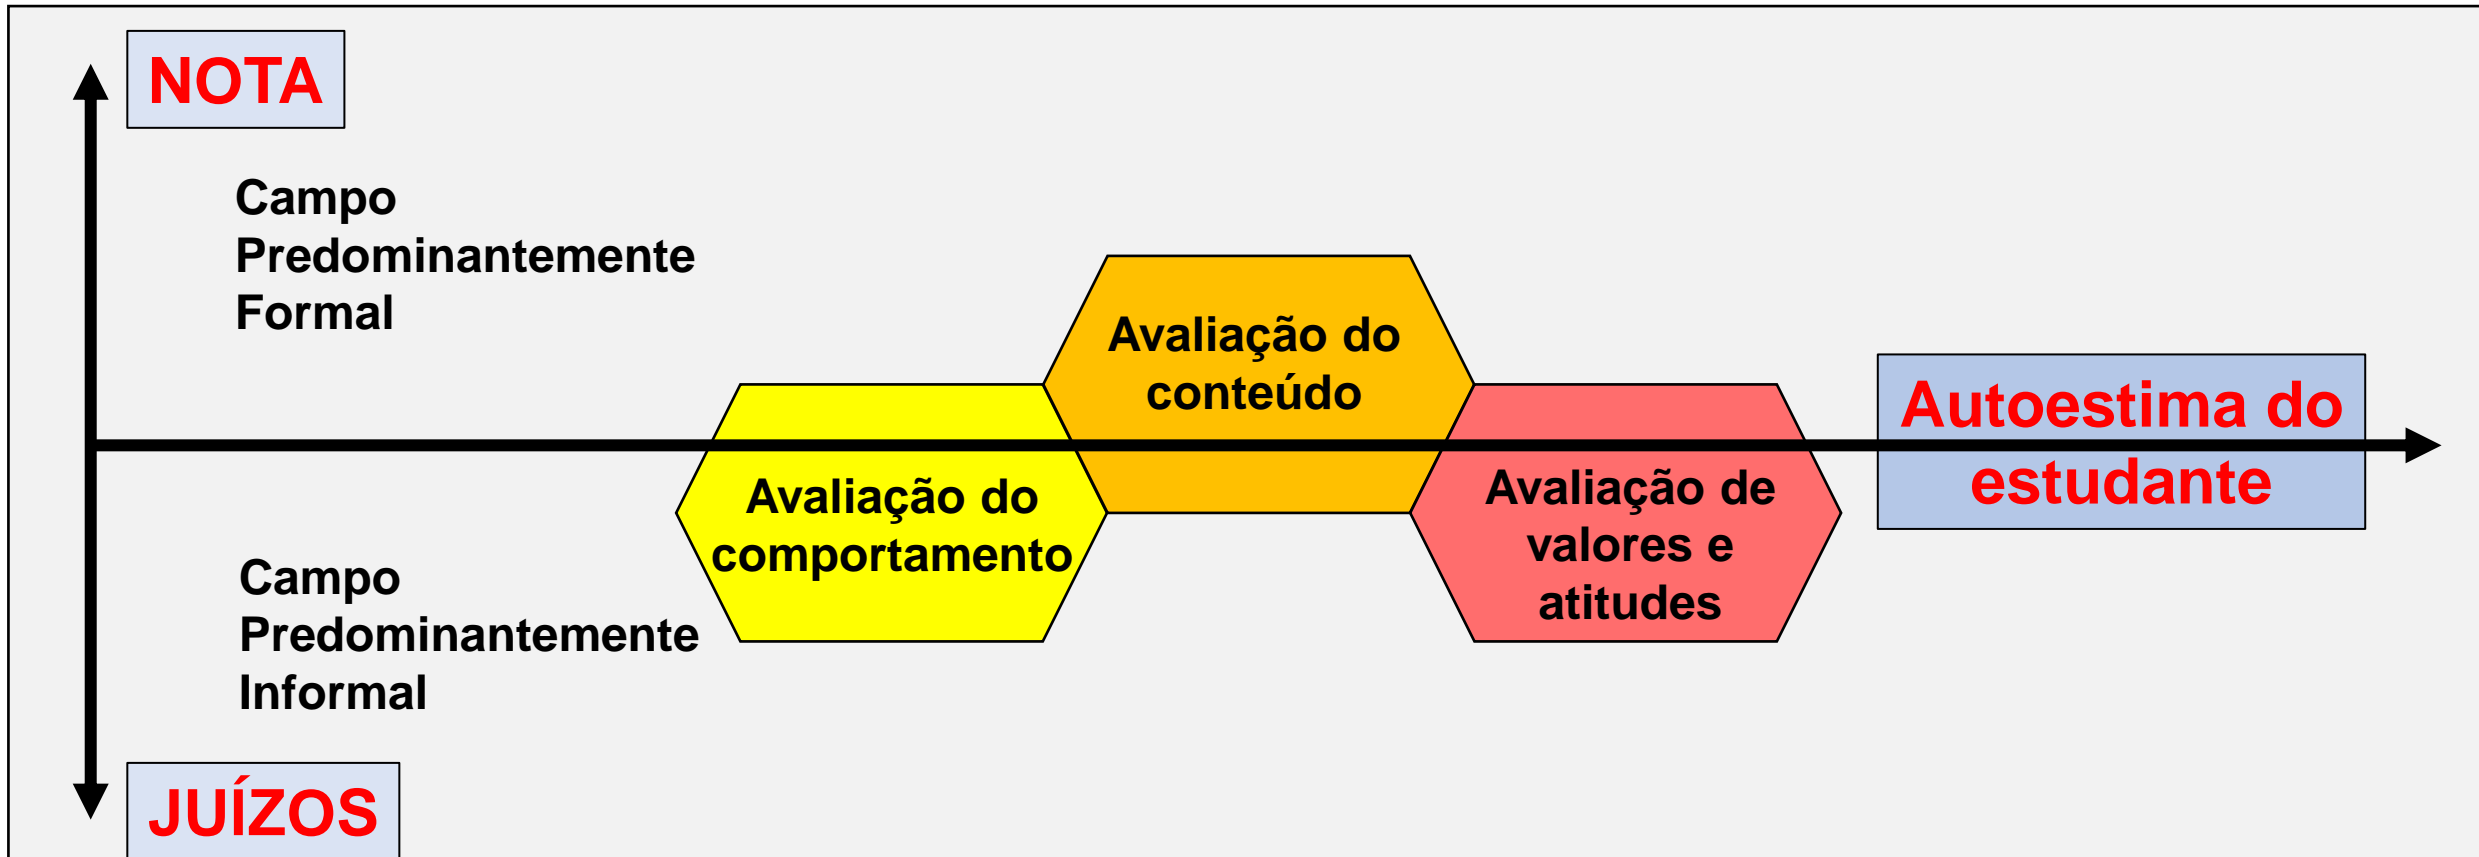 NOTA
Campo
Predominantemente
Formal
Avaliação do
conteúdo
Avaliação do
comportamento
Avaliação de
valores e
atitudes
Autoestima do
estudante
Campo
Predominantemente
Informal
JUÍZOS